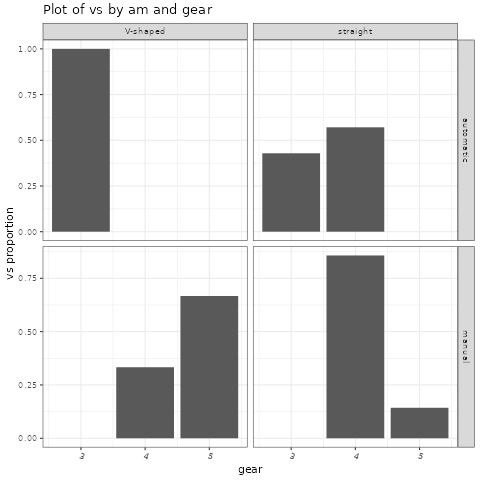 Plot of vs by am and gear
V-shaped
straight
1.00
0.75
0.50
0.25
0.00
automatic
0.75
0.50
0.25
0.00
manual
vs proportion
3
4
5
3
4
5
gear